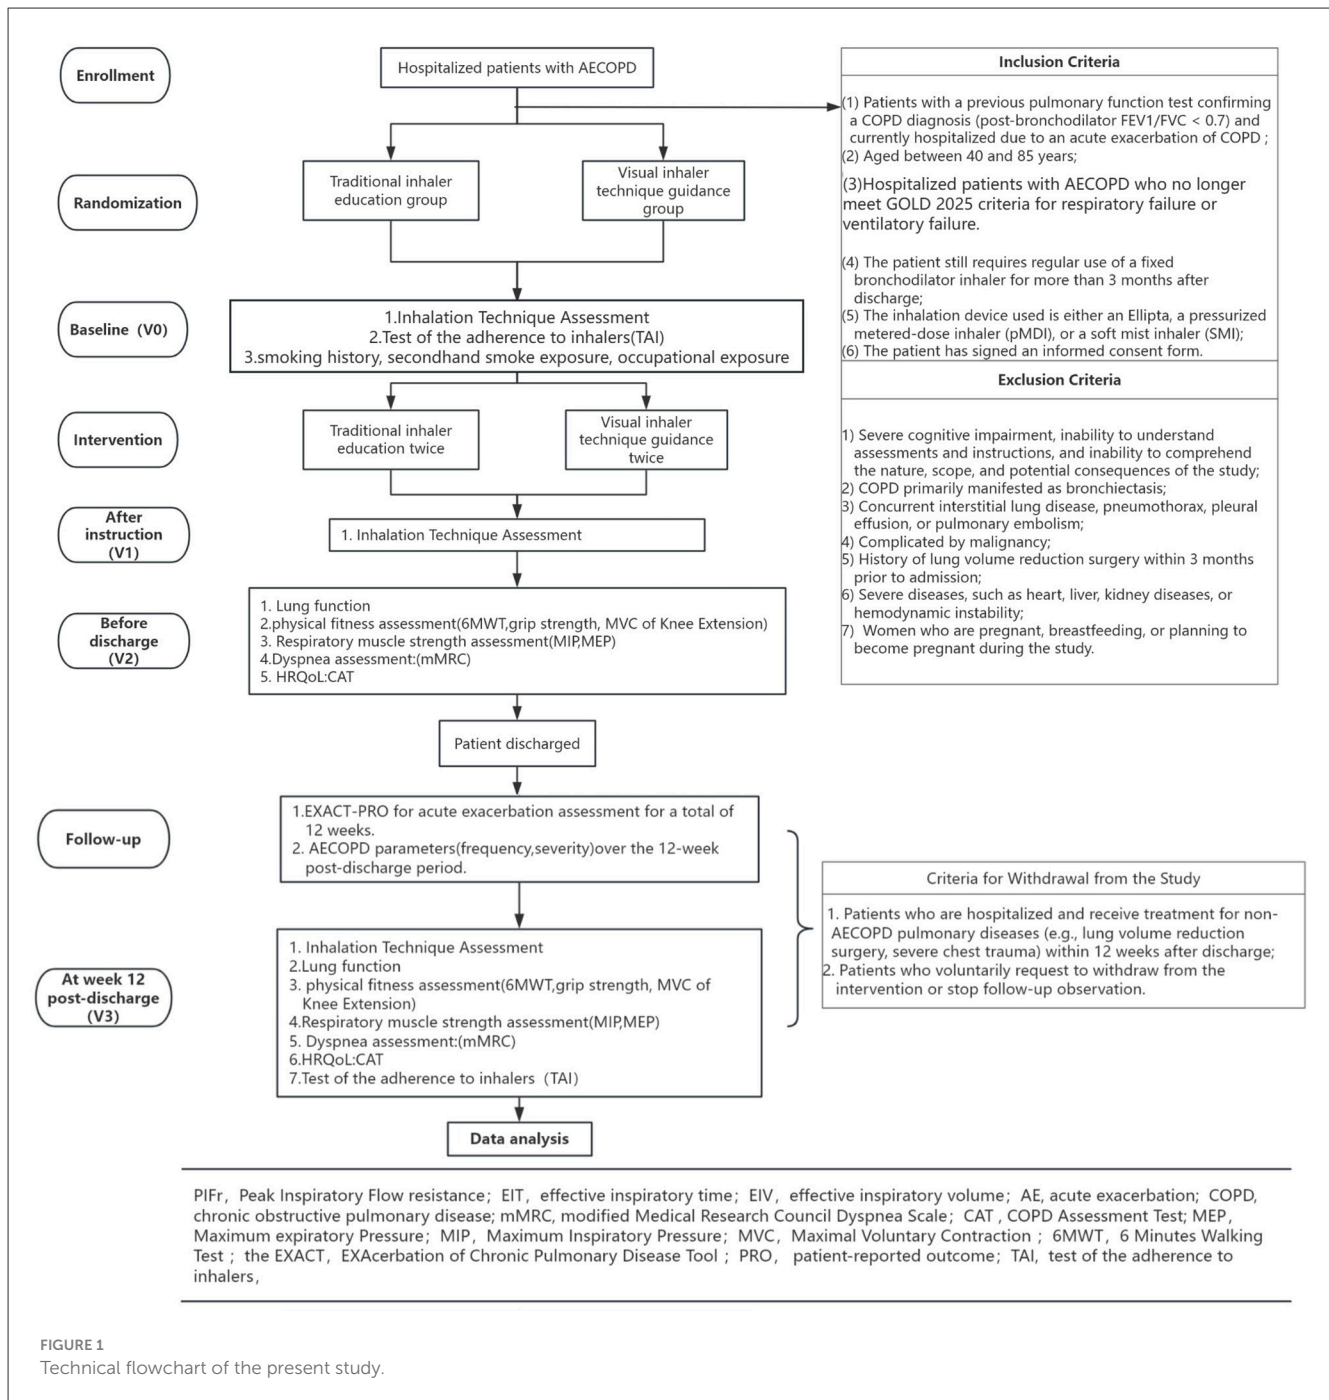 Enrollment
Hospitalized patients with AECOPD
Inclusion Criteria
(1) Patients with a previous pulmonary function test confirming
a COPD diagnosis (post-bronchodilator FEV1/FVC < 0.7) and
currently hospitalized due to an acute exacerbation of COPD ;
(2) Aged between 40 and 85 years;
(3)Hospitalized patients with AECOPD who no longer
meet GOLD 2025 criteria for respiratory failure or
ventilatory failure.
(4) The patient still requires regular use of a fixed
bronchodilator inhaler for more than 3 months after
discharge;
(5) The inhalation device used is either an Ellipta, a pressurized
metered-dose inhaler (pMDI), or a soft mist inhaler (SMI);
(6) The patient has signed an informed consent form.
Exclusion Criteria
1) Severe cognitive impairment, inability to understand
assessments and instructions, and inability to comprehend
the nature, scope, and potential consequences of the study;
2) COPD primarily manifested as bronchiectasis;
3) Concurrent interstitial lung disease, pneumothorax, pleural
effusion, or pulmonary embolism;
4) Complicated by malignancy;
5) History of lung volume reduction surgery within 3 months
prior to admission;
6) Severe diseases, such as heart, liver, kidney diseases, or
hemodynamic instability;
7) Women who are pregnant, breastfeeding, or planning to
become pregnant during the study.
Randomization
Traditional inhaler
education group
Visual inhaler
technique guidance
group
Baseline（V0）
1.Inhalation Technique Assessment
2.Test of the adherence to inhalers(TAI)
3.smoking history, secondhand smoke exposure, occupational exposure
Intervention
Traditional inhaler
education twice
Visual inhaler
technique guidance
twice
After
instruction
(V1)
1. Inhalation Technique Assessment
Before
discharge
(V2)
1. Lung function
2.physical fitness assessment(6MWT,grip strength, MVC of Knee Extension)
3. Respiratory muscle strength assessment(MIP,MEP)
4.Dyspnea assessment:(mMRC)
5. HRQoL:CAT
Patient discharged
Follow-up
1.EXACT-PRO for acute exacerbation assessment for a total of
12 weeks.
2. AECOPD parameters(frequency,severity)over the 12-week
post-discharge period.
Criteria for Withdrawal from the Study
1. Patients who are hospitalized and receive treatment for non-
AECOPD pulmonary diseases (e.g., lung volume reduction
surgery, severe chest trauma) within 12 weeks after discharge;
2. Patients who voluntarily request to withdraw from the
intervention or stop follow-up observation.
At week 12
post-discharge
(V3)
1. Inhalation Technique Assessment
2.Lung function
3. physical fitness assessment(6MWT,grip strength, MVC of
Knee Extension)
4.Respiratory muscle strength assessment(MIP,MEP)
5. Dyspnea assessment:(mMRC)
6.HRQoL:CAT
7.Test of the adherence to inhalers（TAI）
Data analysis
PIFr，Peak Inspiratory Flow resistance；EIT，effective inspiratory time；EIV，effective inspiratory volume；AE, acute exacerbation；COPD,
chronic obstructive pulmonary disease; mMRC, modified Medical Research Council Dyspnea Scale；CAT , COPD Assessment Test; MEP，
Maximum expiratory Pressure；MIP，Maximum Inspiratory Pressure；MVC，Maximal Voluntary Contraction；6MWT，6 Minutes Walking
Test；the EXACT，EXAcerbation of Chronic Pulmonary Disease Tool；PRO， patient-reported outcome；TAI，test of the adherence to
inhalers，
FIGURE 1
Technical flowchart of the present study.